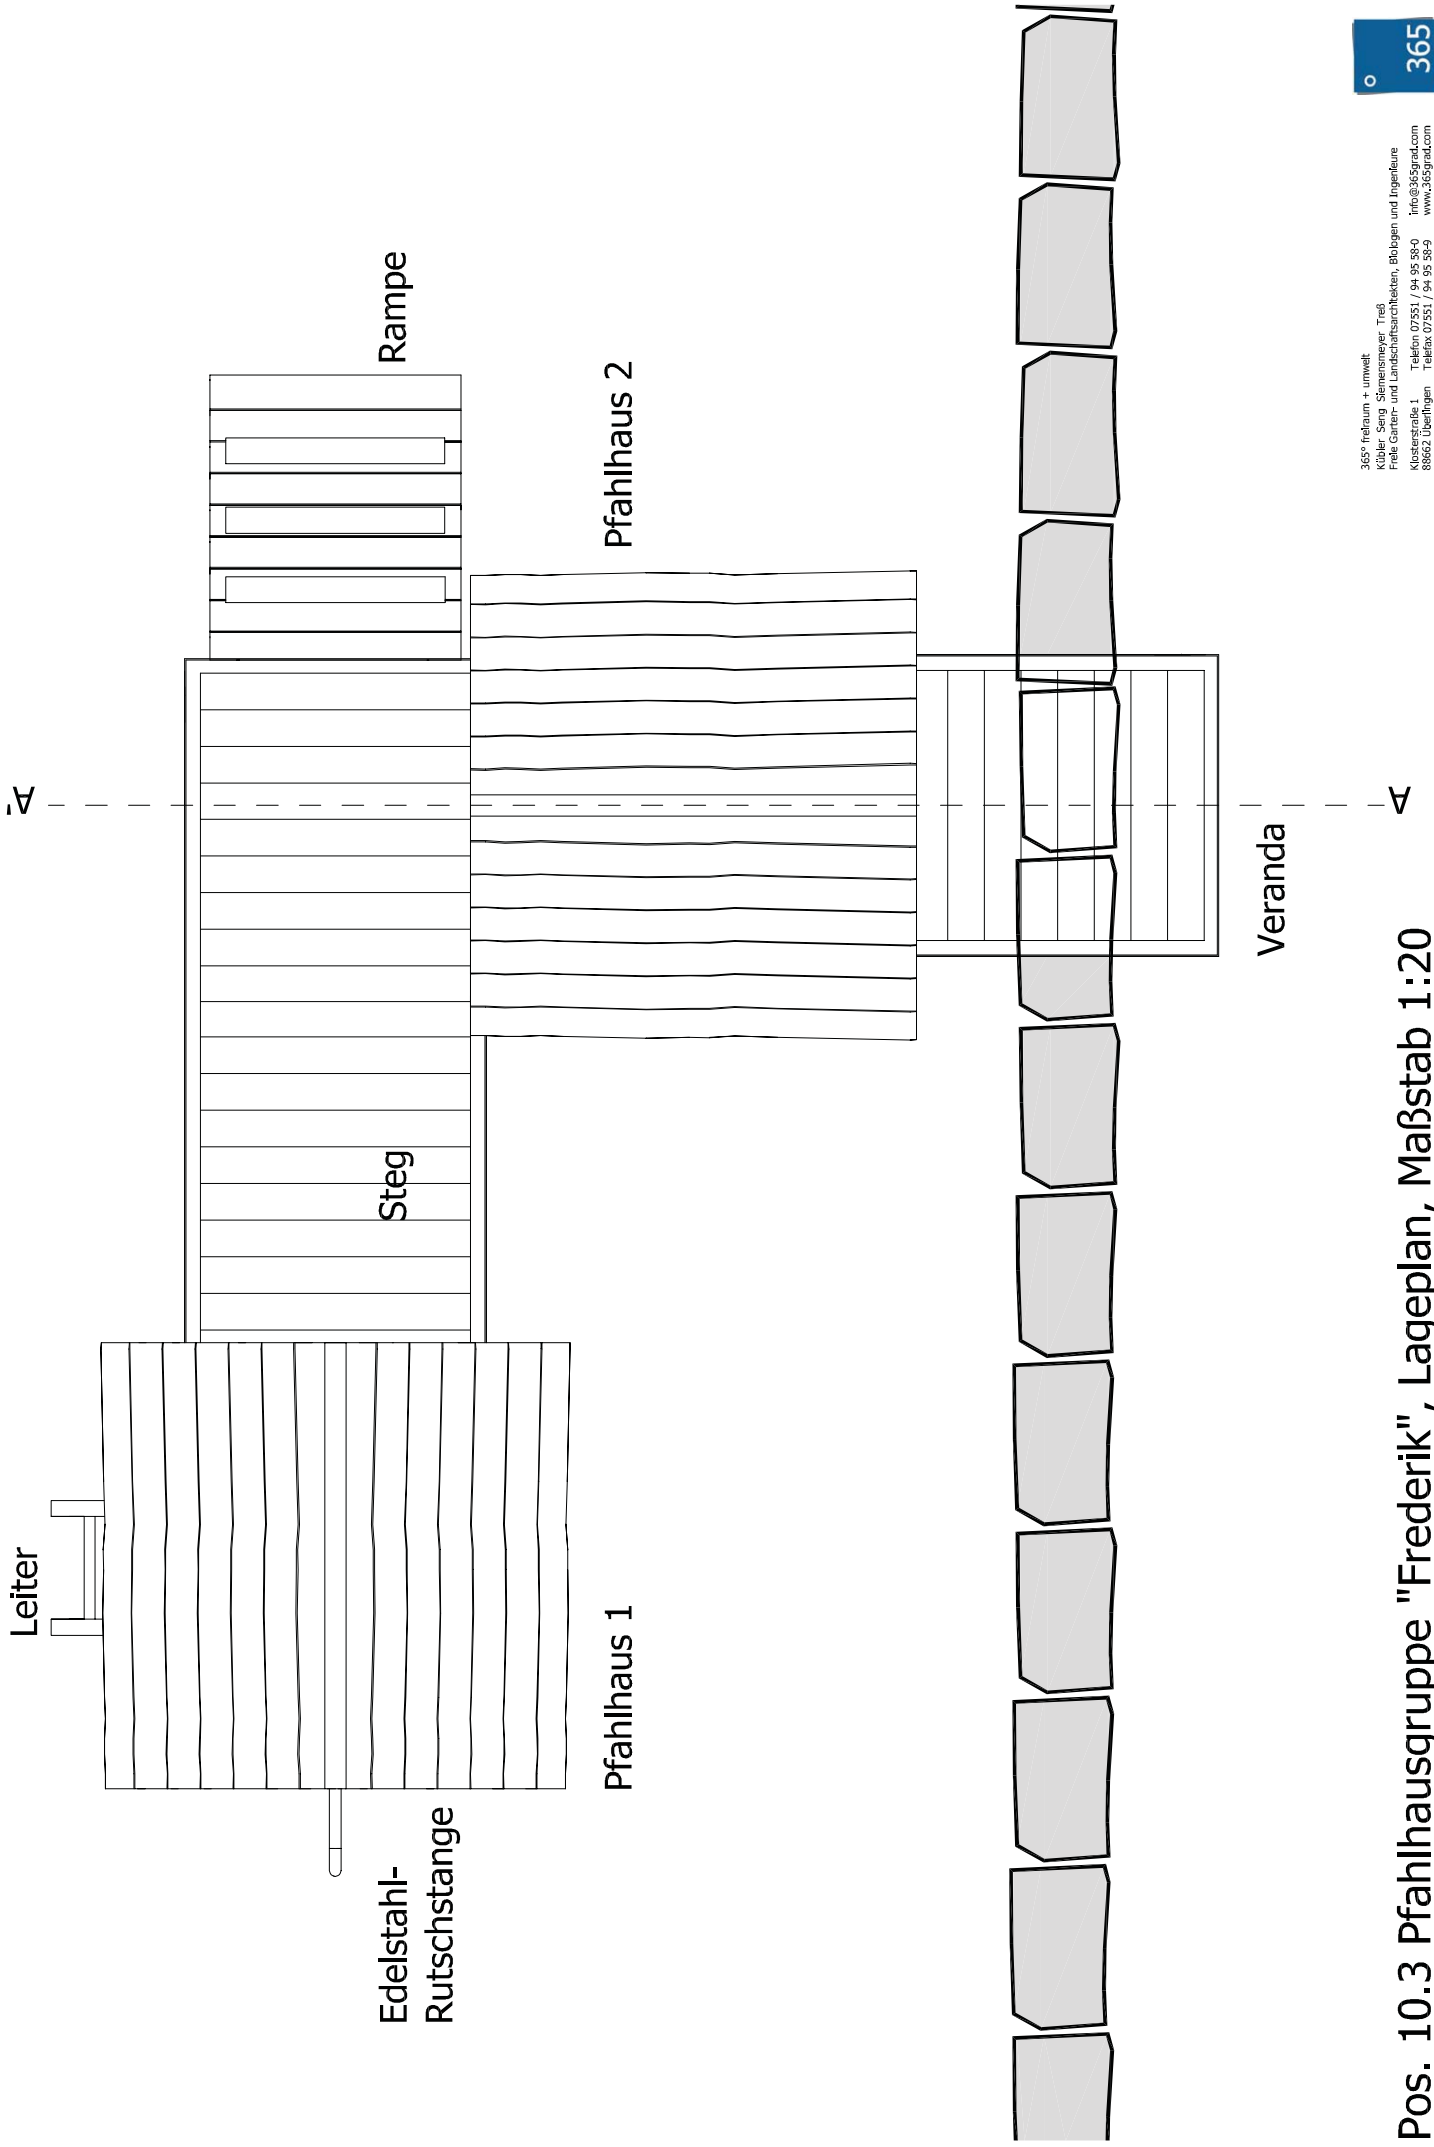 Leiter
Edelstahl-
Rutschstange
Steg
Rampe
Pfahlhaus 1
Pfahlhaus 2
A'
A
Veranda
Pos. 10.3 Pfahlhausgruppe "Frederik", Lageplan, Maßstab 1:20
365° freiraum + umwelt
Kübler Seng Siemensmeyer Treß
Freie Garten- und Landschaftsarchitekten, Biologen und Ingenieure
Klosterstraße 1 Telefon 07551 / 94 95 58-0 info@365grad.com
88662 Überlingen Telefax 07551 / 94 95 58-9 www.365grad.com
365°